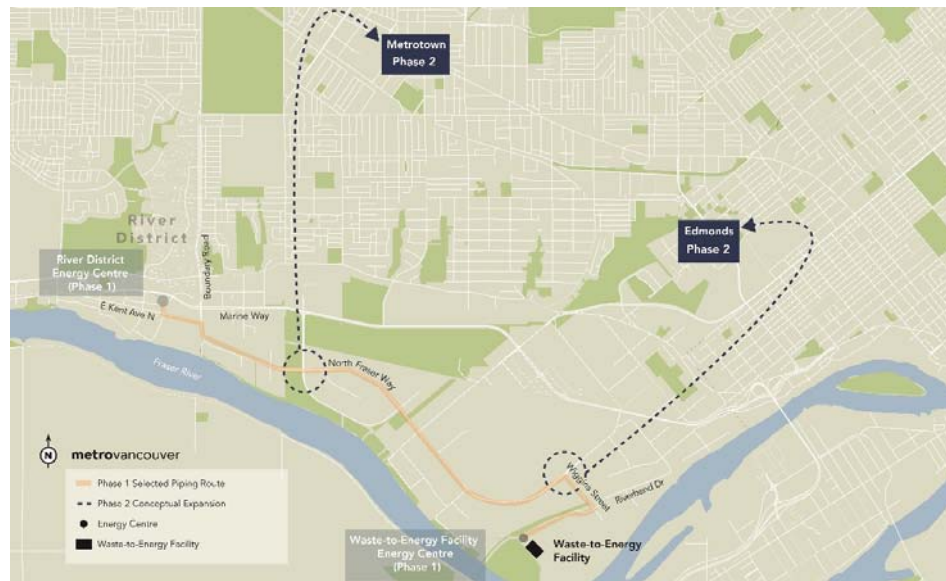 Metrotown
Phase 2
River
District
Boundary Road
Edmonds
Phase 2
River District
Energy Centre
(Phase 1)
E Kent Ave N
Marine Way
Fraser River
North Fraser Way
Wiggins Street
Riverbend Dr
N
metrovancouver
Phase 1 Selected Piping Route
Phase 2 Conceptual Expansion
Energy Centre
Waste-to-Energy Facility
Waste-to-Energy Facility
Energy Centre
(Phase 1)
Waste-to-Energy
Facility